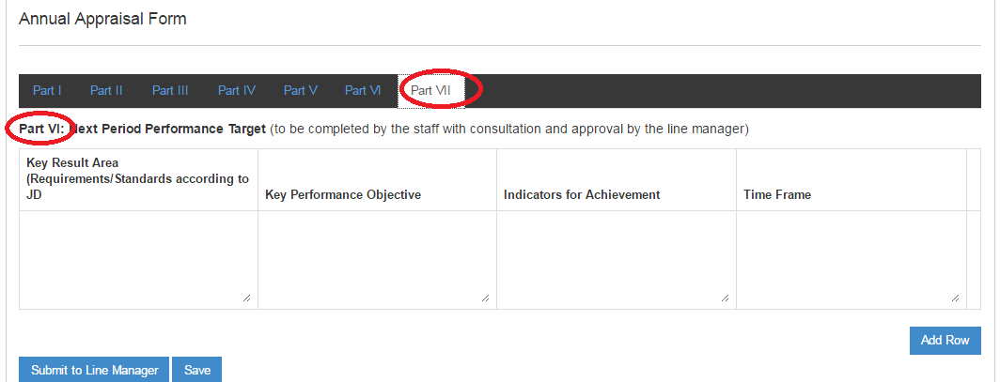 Annual Appraisal Form
Part I Part II Part III Part IV Part V Part VI Part VII
Part VI: Next Period Performance Target (to be completed by the staff with consultation and approval by the line manager)
Key Result Area
(Requirements/Standards according to
JD
Key Performance Objective
Indicators for Achievement
Time Frame
Add Row
Submit to Line Manager
Save